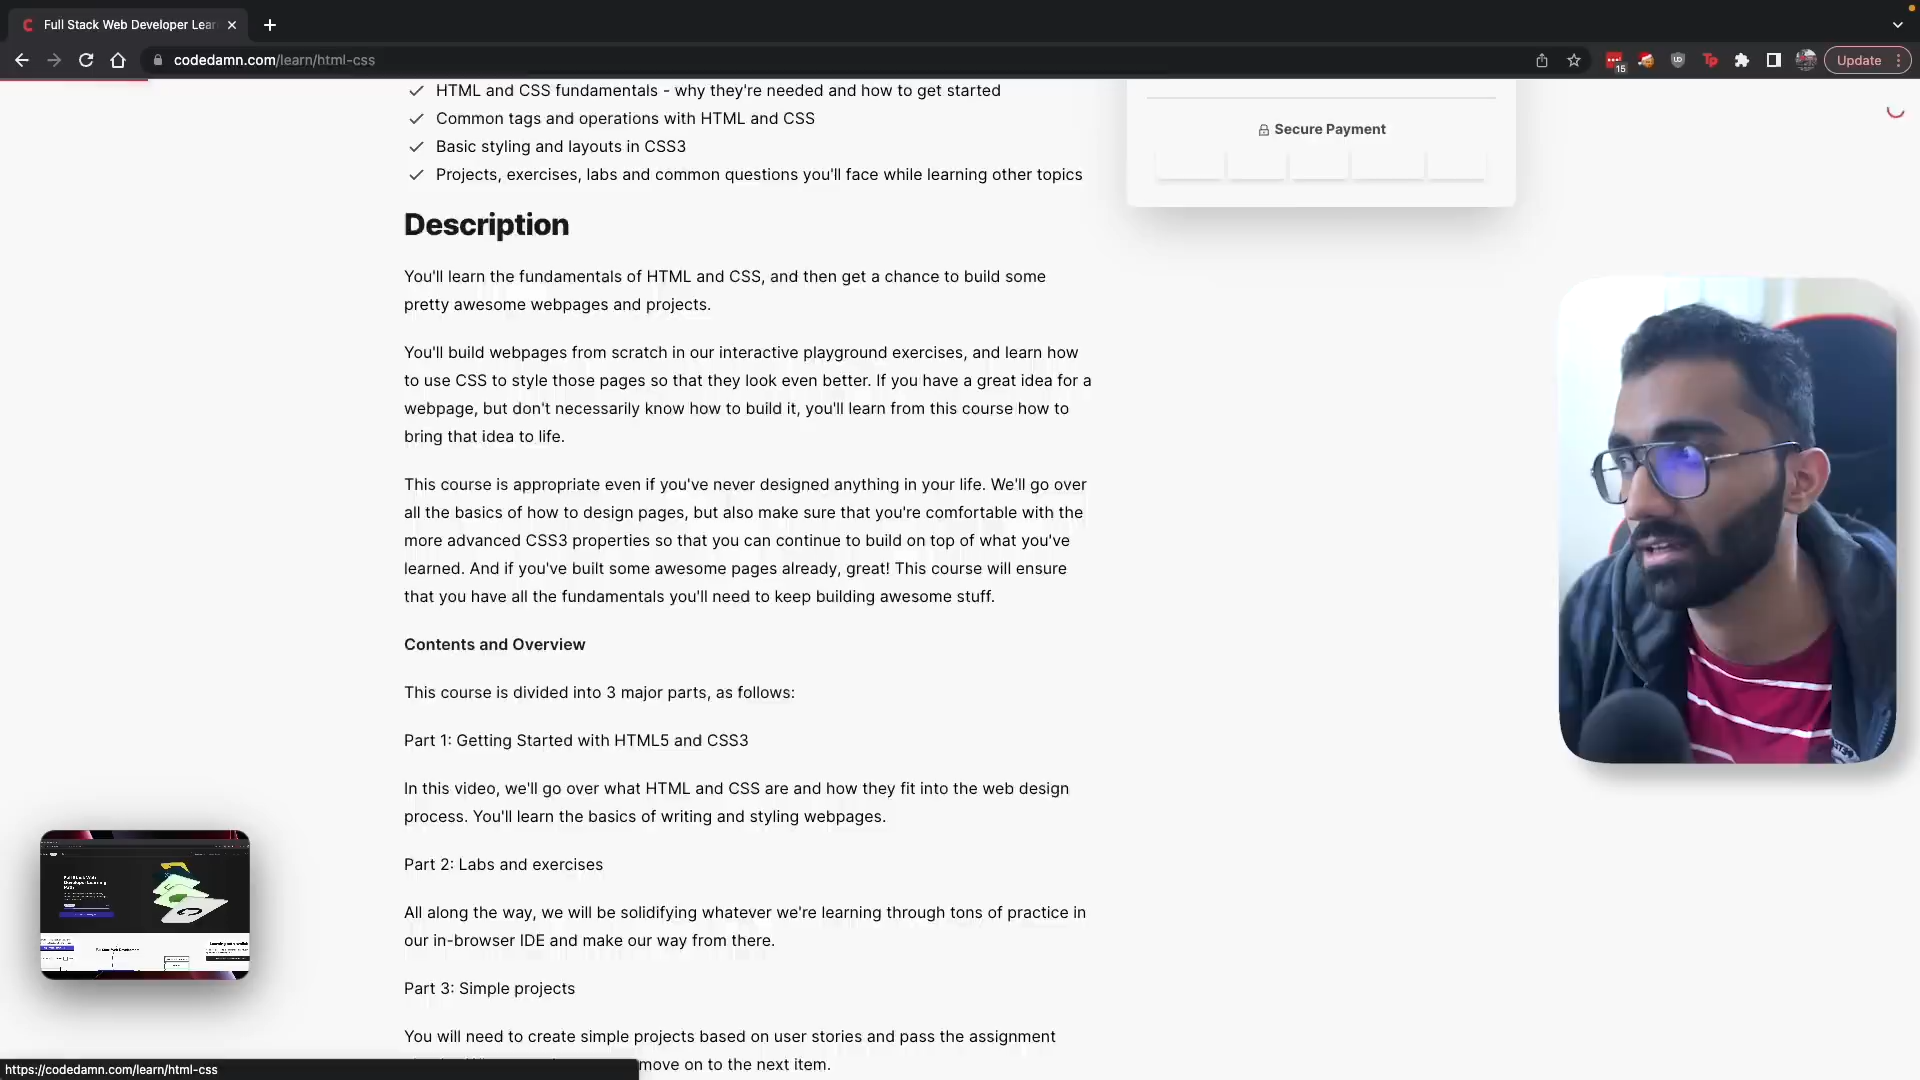 Full Stack Web Developer Lear
codedamn.com/learn/html-css
15
Tp
Update
HTML and CSS fundamentals - why they're needed and how to get started
Common tags and operations with HTML and CSS
Basic styling and layouts in CSS3
Projects, exercises, labs and common questions you'll face while learning other topics
Secure Payment
Description
You'll learn the fundamentals of HTML and CSS, and then get a chance to build some
pretty awesome webpages and projects.
You'll build webpages from scratch in our interactive playground exercises, and learn how
to use CSS to style those pages so that they look even better. If you have a great idea for a
webpage, but don't necessarily know how to build it, you'll learn from this course how to
bring that idea to life.
This course is appropriate even if you've never designed anything in your life. We'll go over
all the basics of how to design pages, but also make sure that you're comfortable with the
more advanced CSS3 properties so that you can continue to build on top of what you've
learned. And if you've built some awesome pages already, great! This course will ensure
that you have all the fundamentals you'll need to keep building awesome stuff.
Contents and Overview
This course is divided into 3 major parts, as follows:
Part 1: Getting Started with HTML5 and CSS3
In this video, we'll go over what HTML and CSS are and how they fit into the web design
process. You'll learn the basics of writing and styling webpages.
Part 2: Labs and exercises
All along the way, we will be solidifying whatever we're learning through tons of practice in
our in-browser IDE and make our way from there.
Part 3: Simple projects
You will need to create simple projects based on user stories and pass the assignment
move on to the next item.
https://codedamn.com/learn/html-css
Full Stack Web
Developer Learning
Path